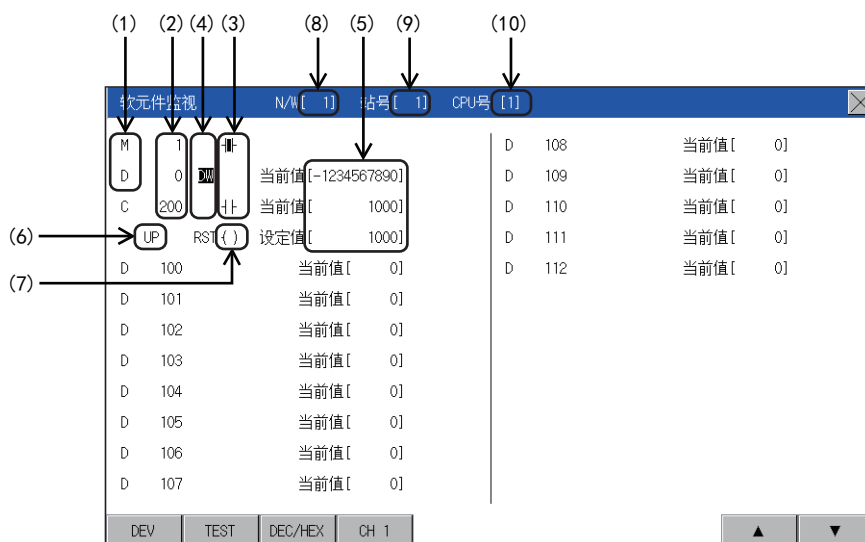 (1) (2) (4) (3) (8) (5) (9) (10)
软元件监视 N/W[ 1] 站号[ 1] CPU号 [1]
M 1 D 108 当前值[ 0]
D 0 DW 当前值[-1234567890] D 109 当前值[ 0]
C 200 当前值[ 1000] D 110 当前值[ 0]
(6) UP RST ( ) 设定值[ 1000] D 111 当前值[ 0]
D 100 当前值[ 0] D 112 当前值[ 0]
(7)
D 101 当前值[ 0]
D 102 当前值[ 0]
D 103 当前值[ 0]
D 104 当前值[ 0]
D 105 当前值[ 0]
D 106 当前值[ 0]
D 107 当前值[ 0]
DEV TEST DEC/HEX CH 1 ▲ ▼